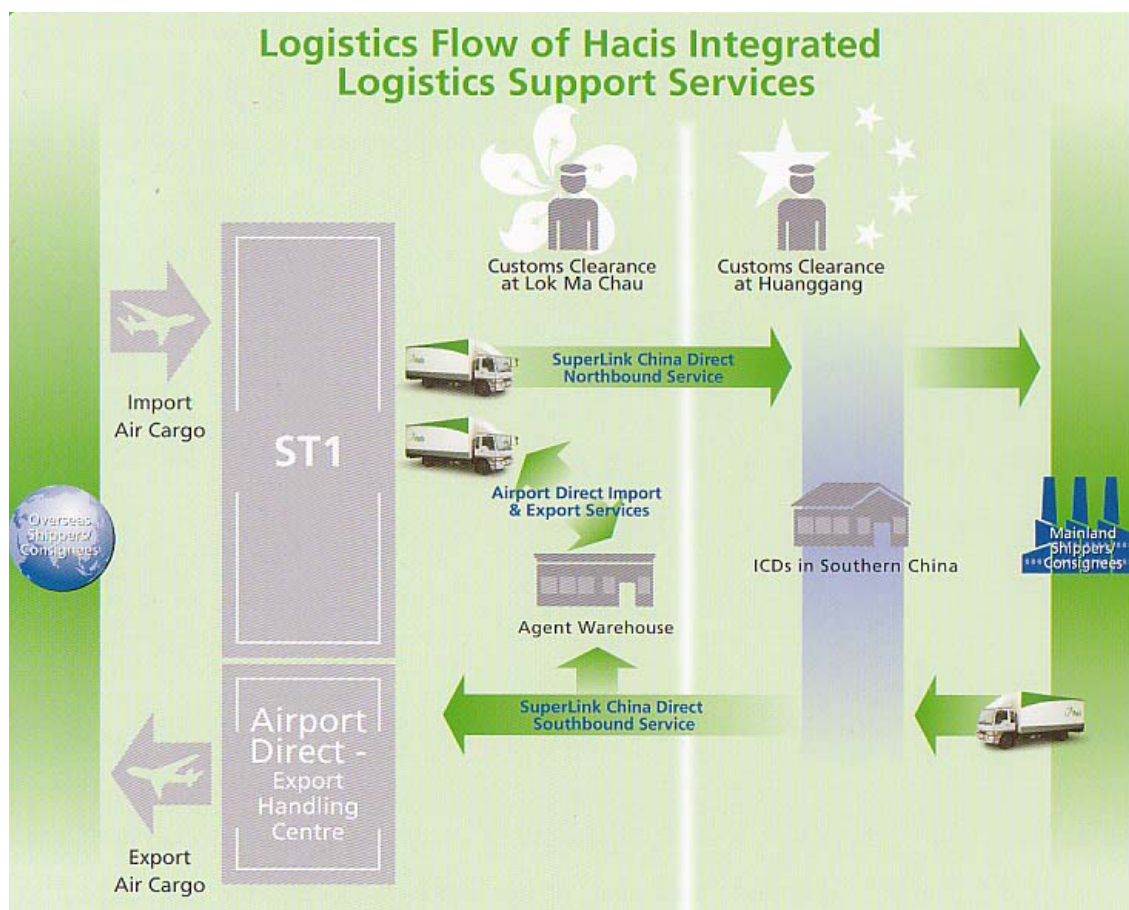 Logistics Flow of Hacis Integrated
Logistics Support Services
Customs Clearance
at Lok Ma Chau
Customs Clearance
at Huanggang
Import
Air Cargo
ST1
SuperLink China Direct
Northbound Service
Airport Direct Import
& Export Services
Overseas
Shippers/
Consignees
Agent Warehouse
ICDs in Southern China
Mainland
Shippers/
Consignees
SuperLink China Direct
Southbound Service
Airport
Direct -
Export
Handling
Centre
Export
Air Cargo